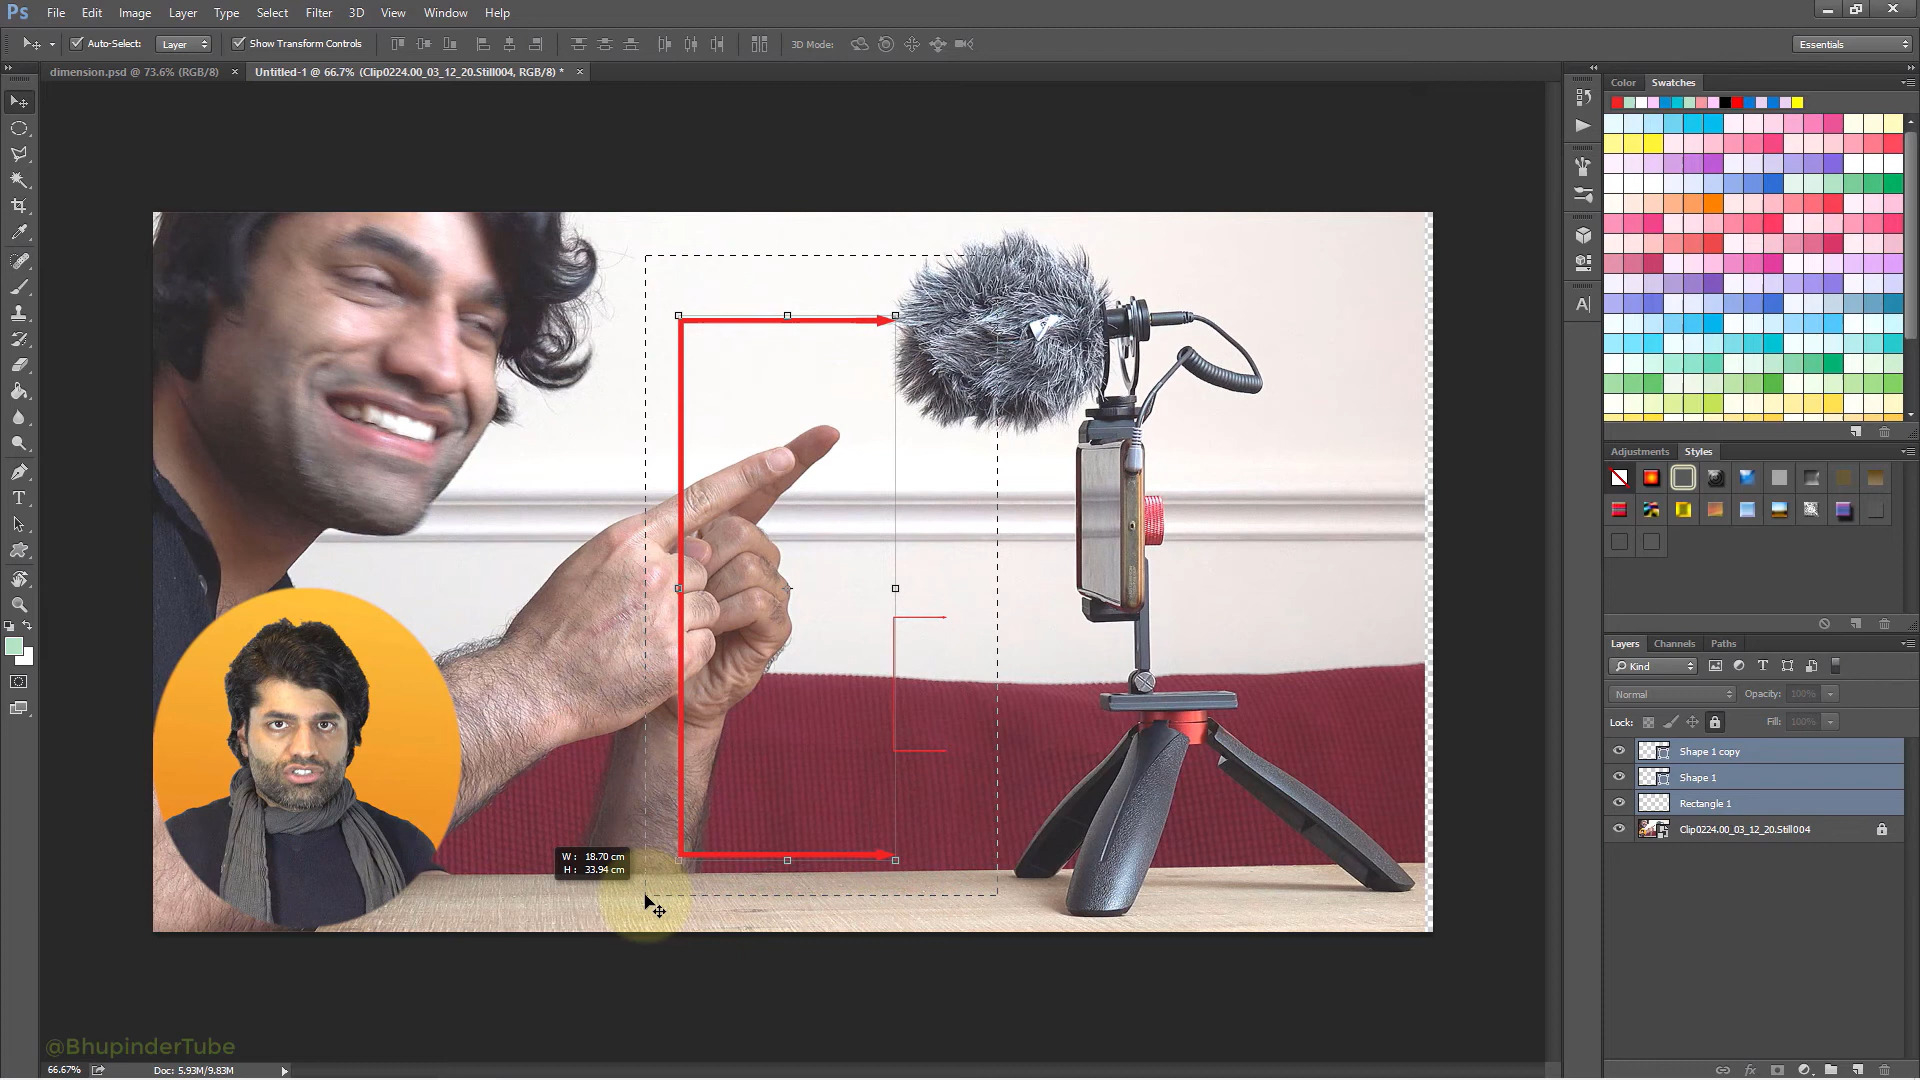 Ps File Edit Image Layer Type Select Filter 3D View Window Help
Auto-Select: Layer Show Transform Controls 3D Mode: Essentials
dimension.psd @ 73.6% (RGB/8) × Untitled-1 @ 66.7% (Clip0224.00_03_12_20.Still004, RGB/8) * ×
Color Swatches
Adjustments Styles
Layers Channels Paths
Kind
Normal Opacity: 100%
Lock: Fill: 100%
Shape 1 copy
Shape 1
Rectangle 1
Clip0224.00_03_12_20.Still004
W: 18.70 cm
H: 33.94 cm
@BhupinderTube
66.67% Doc: 5.93M/9.83M